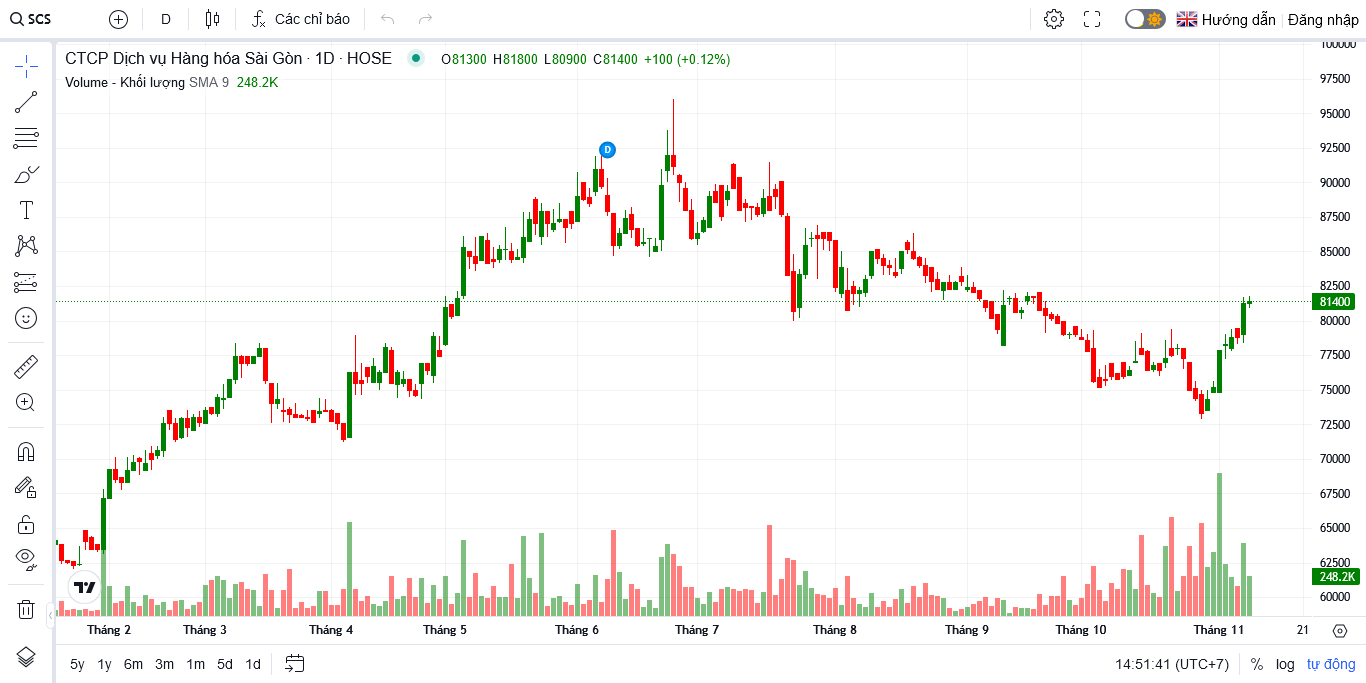 SCS D Các chỉ báo Hướng dẫn Đăng nhập
CTCP Dịch vụ Hàng hóa Sài Gòn · 1D · HOSE O81300 H81800 L80900 C81400 +100 (+0.12%)
Volume - Khối lượng SMA 9 248.2K
D
100000
97500
95000
92500
90000
87500
85000
82500
81400
80000
77500
75000
72500
70000
67500
65000
62500
248.2K
60000
Tháng 2 Tháng 3 Tháng 4 Tháng 5 Tháng 6 Tháng 7 Tháng 8 Tháng 9 Tháng 10 Tháng 11 21
5y 1y 6m 3m 1m 5d 1d 14:51:41 (UTC+7) % log tự động